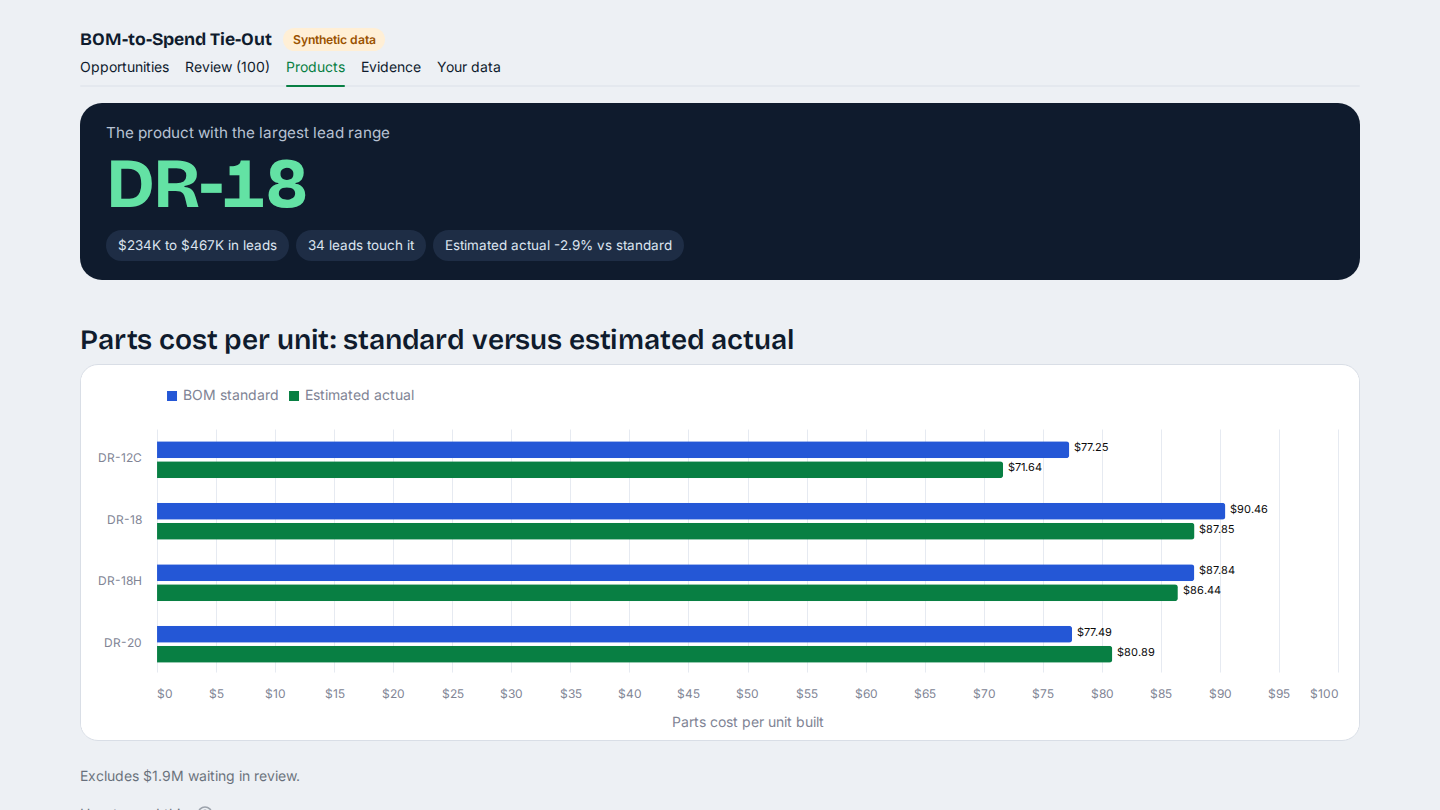 BOM-to-Spend Tie-Out Synthetic data
Opportunities Review (100) Products Evidence Your data
The product with the largest lead range
DR-18
$234K to $467K in leads 34 leads touch it Estimated actual -2.9% vs standard
Parts cost per unit: standard versus estimated actual
BOM standard Estimated actual
DR-12C $77.25
$71.64
DR-18 $90.46
$87.85
DR-18H $87.84
$86.44
DR-20 $77.49
$80.89
$0 $5 $10 $15 $20 $25 $30 $35 $40 $45 $50 $55 $60 $65 $70 $75 $80 $85 $90 $95 $100
Parts cost per unit built
Excludes $1.9M waiting in review.